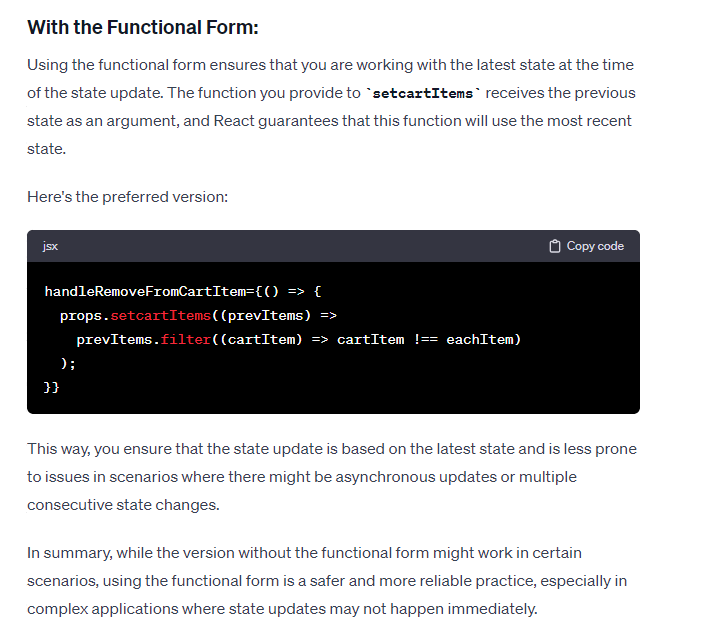 With the Functional Form:
Using the functional form ensures that you are working with the latest state at the time
of the state update. The function you provide to `setcartItems` receives the previous
state as an argument, and React guarantees that this function will use the most recent
state.
Here's the preferred version:
jsx
Copy code
handleRemoveFromCartItem={() => {
  props.setcartItems((prevItems) =>
    prevItems.filter((cartItem) => cartItem !== eachItem)
  );
}}
This way, you ensure that the state update is based on the latest state and is less prone
to issues in scenarios where there might be asynchronous updates or multiple
consecutive state changes.
In summary, while the version without the functional form might work in certain
scenarios, using the functional form is a safer and more reliable practice, especially in
complex applications where state updates may not happen immediately.